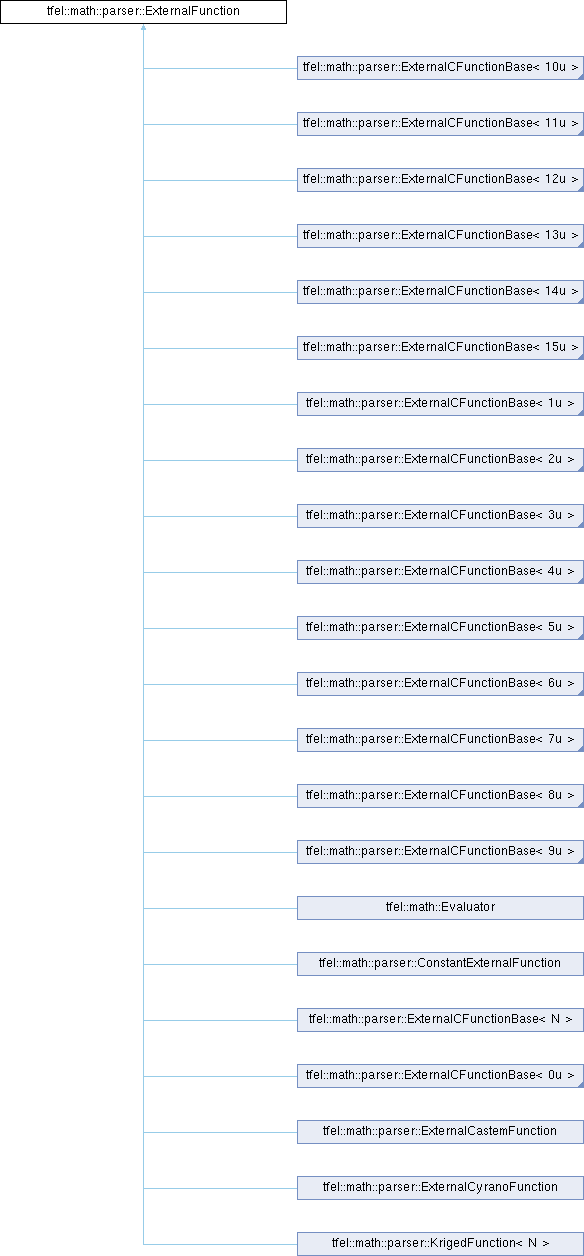 tfel::math::parser::ExternalFunction
tfel::math::parser::ExternalCFunctionBase< 10u >
tfel::math::parser::ExternalCFunctionBase< 11u >
tfel::math::parser::ExternalCFunctionBase< 12u >
tfel::math::parser::ExternalCFunctionBase< 13u >
tfel::math::parser::ExternalCFunctionBase< 14u >
tfel::math::parser::ExternalCFunctionBase< 15u >
tfel::math::parser::ExternalCFunctionBase< 1u >
tfel::math::parser::ExternalCFunctionBase< 2u >
tfel::math::parser::ExternalCFunctionBase< 3u >
tfel::math::parser::ExternalCFunctionBase< 4u >
tfel::math::parser::ExternalCFunctionBase< 5u >
tfel::math::parser::ExternalCFunctionBase< 6u >
tfel::math::parser::ExternalCFunctionBase< 7u >
tfel::math::parser::ExternalCFunctionBase< 8u >
tfel::math::parser::ExternalCFunctionBase< 9u >
tfel::math::Evaluator
tfel::math::parser::ConstantExternalFunction
tfel::math::parser::ExternalCFunctionBase< N >
tfel::math::parser::ExternalCFunctionBase< 0u >
tfel::math::parser::ExternalCastemFunction
tfel::math::parser::ExternalCyranoFunction
tfel::math::parser::KrigedFunction< N >